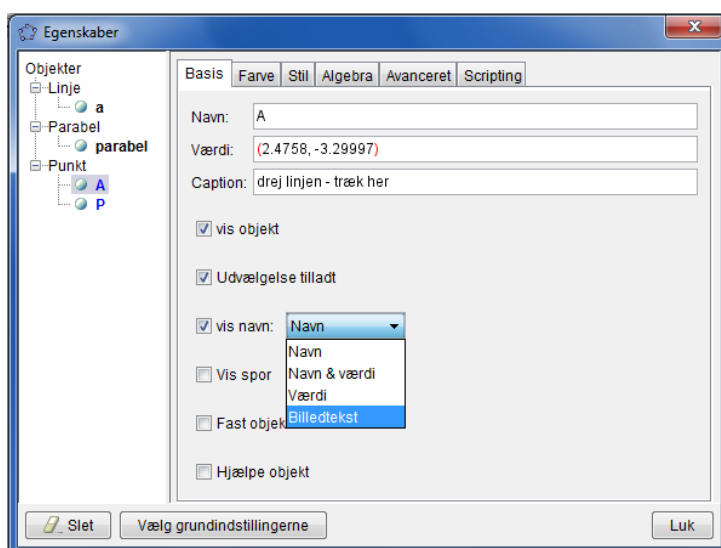 Egenskaber
Objekter
Linje
a
Parabel
parabel
Punkt
A
P
Basis Farve Stil Algebra Avanceret Scripting
Navn: A
Værdi: (2.4758, -3.29997)
Caption: drej linjen - træk her
vis objekt
Udvælgelse tilladt
vis navn: Navn
Navn
Vis spor Navn & værdi
Værdi
Fast objek Billedtekst
Hjælpe objekt
Slet Vælg grundindstillingerne Luk